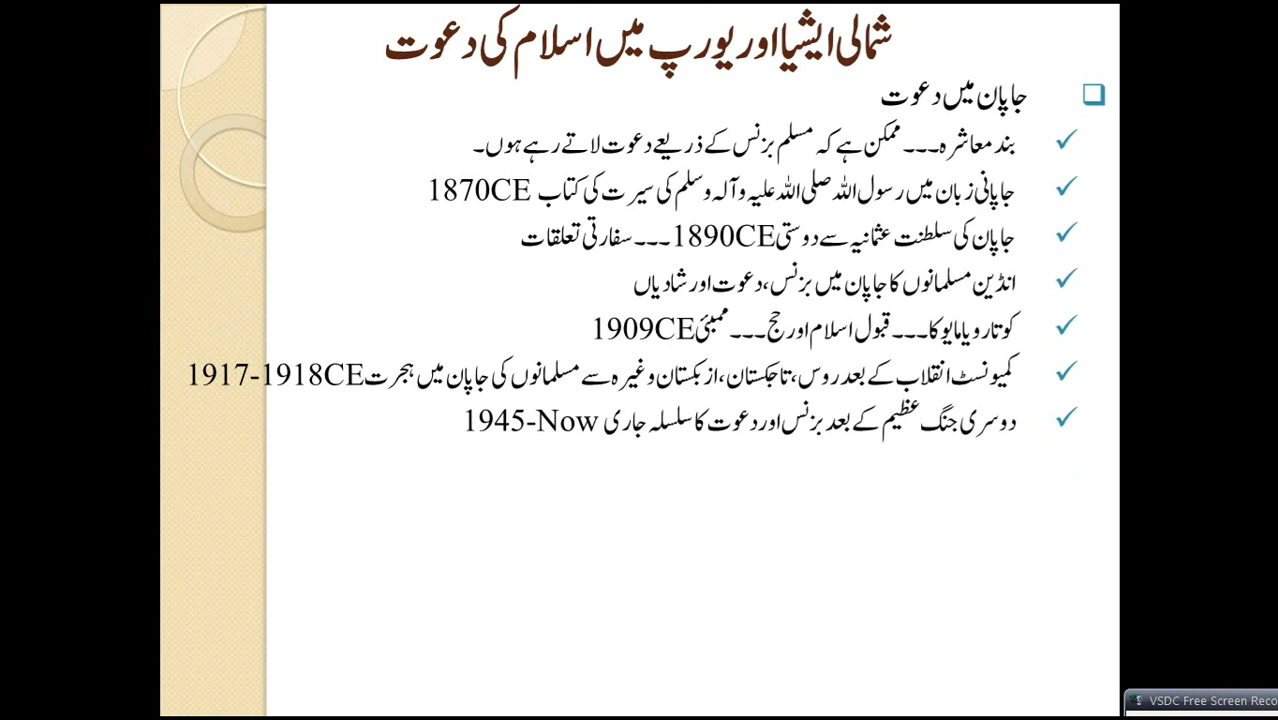 شمالی ایشیا اور یورپ میں اسلام کی دعوت
جاپان میں دعوت
بند معاشرہ۔۔۔ ممکن ہے کہ مسلم بزنس کے ذریعے دعوت لاتے رہے ہوں۔
جاپانی زبان میں رسول اللہ صلی اللہ علیہ وآلہ وسلم کی سیرت کی کتاب 1870CE
جاپان کی سلطنت عثمانیہ سے دوستی 1890CE۔۔۔ سفارتی تعلقات
انڈین مسلمانوں کا جاپان میں بزنس، دعوت اور شادیاں
کوتارو یامایوکا۔۔۔ قبول اسلام اور حج۔۔۔ ممبئی 1909CE
کمیونسٹ انقلاب کے بعد روس، تاجکستان، ازبکستان وغیرہ سے مسلمانوں کی جاپان میں ہجرت 1917-1918CE
دوسری جنگ عظیم کے بعد بزنس اور دعوت کا سلسلہ جاری 1945-Now
VSDC Free Screen Reco